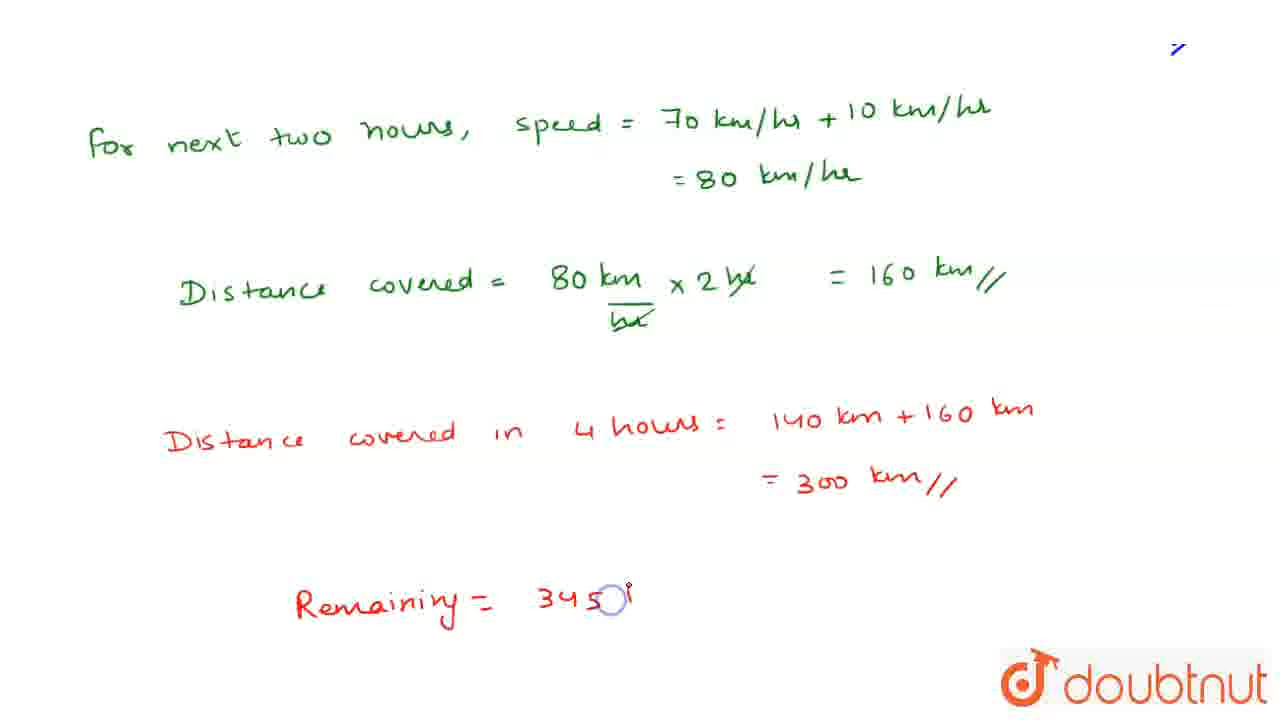 For next two hours, speed = 70 km/hr + 10 km/hr
= 80 km/hr
Distance covered = 80 km/hr × 2 hr = 160 km//
Distance covered in 4 hours = 140 km + 160 km
= 300 km//
Remaining = 345
doubtnut